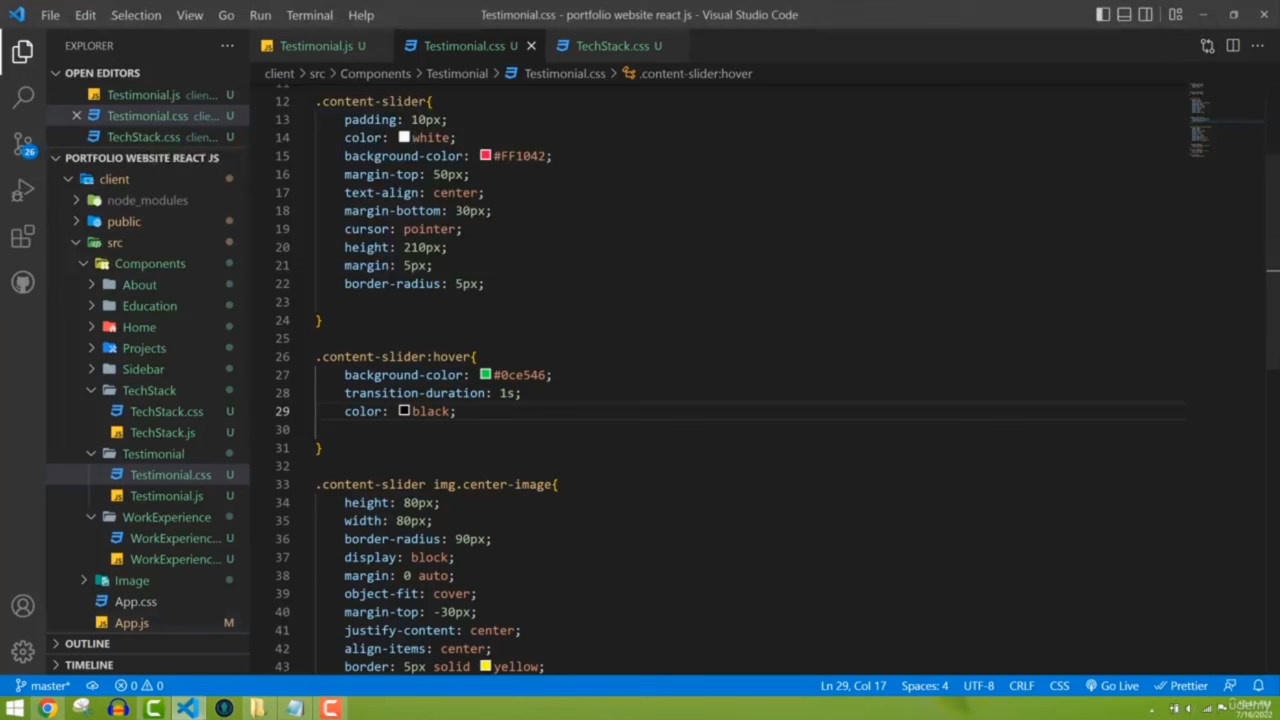 File Edit Selection View Go Run Terminal Help
Testimonial.css - portfolio website react js - Visual Studio Code
EXPLORER
OPEN EDITORS
Testimonial.js clien... U
Testimonial.css clie... U
TechStack.css clien... U
PORTFOLIO WEBSITE REACT JS
client
node_modules
public
src
Components
About
Education
Home
Projects
Sidebar
TechStack
TechStack.css U
TechStack.js U
Testimonial
Testimonial.css U
Testimonial.js U
WorkExperience
WorkExperienc... U
WorkExperienc... U
Image
App.css
App.js M
OUTLINE
TIMELINE
26
Testimonial.js U Testimonial.css U TechStack.css U
client > src > Components > Testimonial > Testimonial.css > .content-slider:hover
12 .content-slider{
13 padding: 10px;
14 color: white;
15 background-color: #FF1042;
16 margin-top: 50px;
17 text-align: center;
18 margin-bottom: 30px;
19 cursor: pointer;
20 height: 210px;
21 margin: 5px;
22 border-radius: 5px;
23
24 }
25
26 .content-slider:hover{
27 background-color: #0ce546;
28 transition-duration: 1s;
29 color: black;
30
31 }
32
33 .content-slider img.center-image{
34 height: 80px;
35 width: 80px;
36 border-radius: 90px;
37 display: block;
38 margin: 0 auto;
39 object-fit: cover;
40 margin-top: -30px;
41 justify-content: center;
42 align-items: center;
43 border: 5px solid yellow;
master* 0 0 Ln 29, Col 17 Spaces: 4 UTF-8 CRLF CSS Go Live Prettier
udemy
7/16/2022